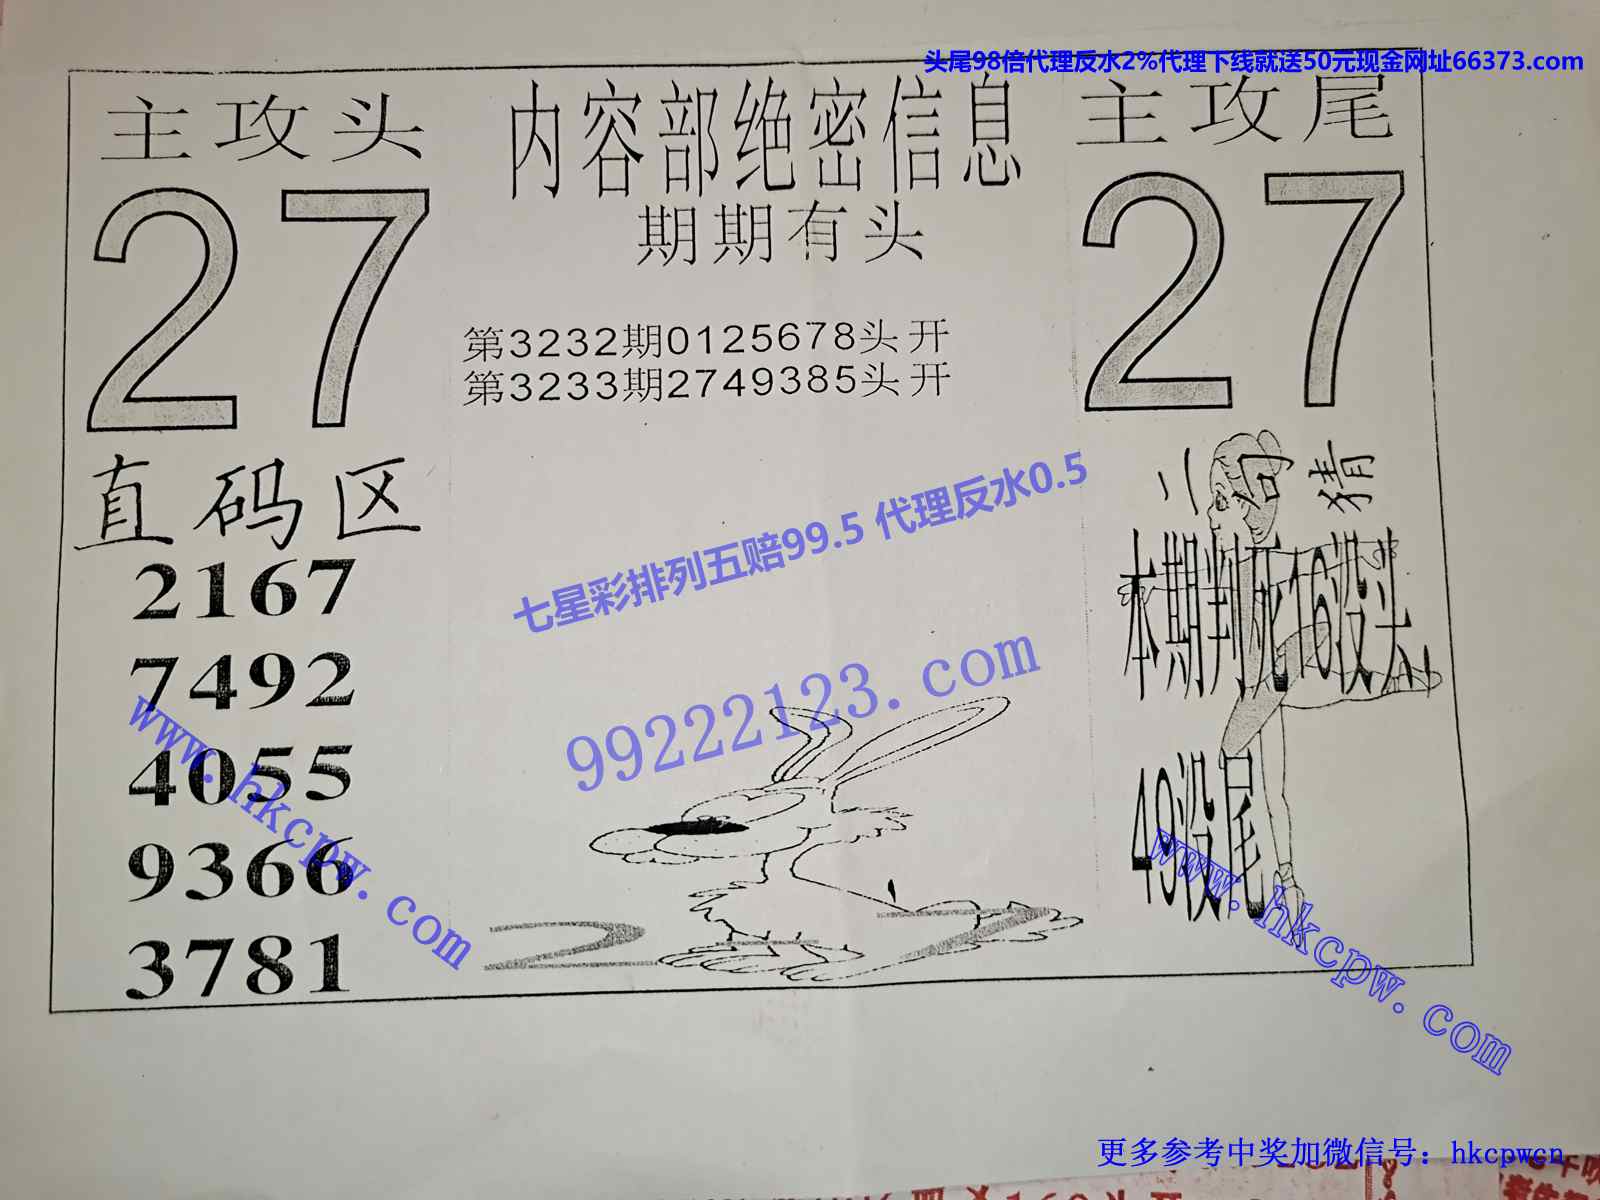 头尾98倍代理反水2%代理下线就送50元现金网址66373.com
主攻头
27
内容部绝密信息
期期有头
主攻尾
27
第3232期0125678头开
第3233期2749385头开
直码区
2167
7492
4055
9366
3781
二句猜
本期判死16没头
49没尾
七星彩排列五赔99.5 代理反水0.5
99222123.com
www.hkcpw.com
www.hkcpw.com
27
更多参考中奖加微信号：hkcpwcn